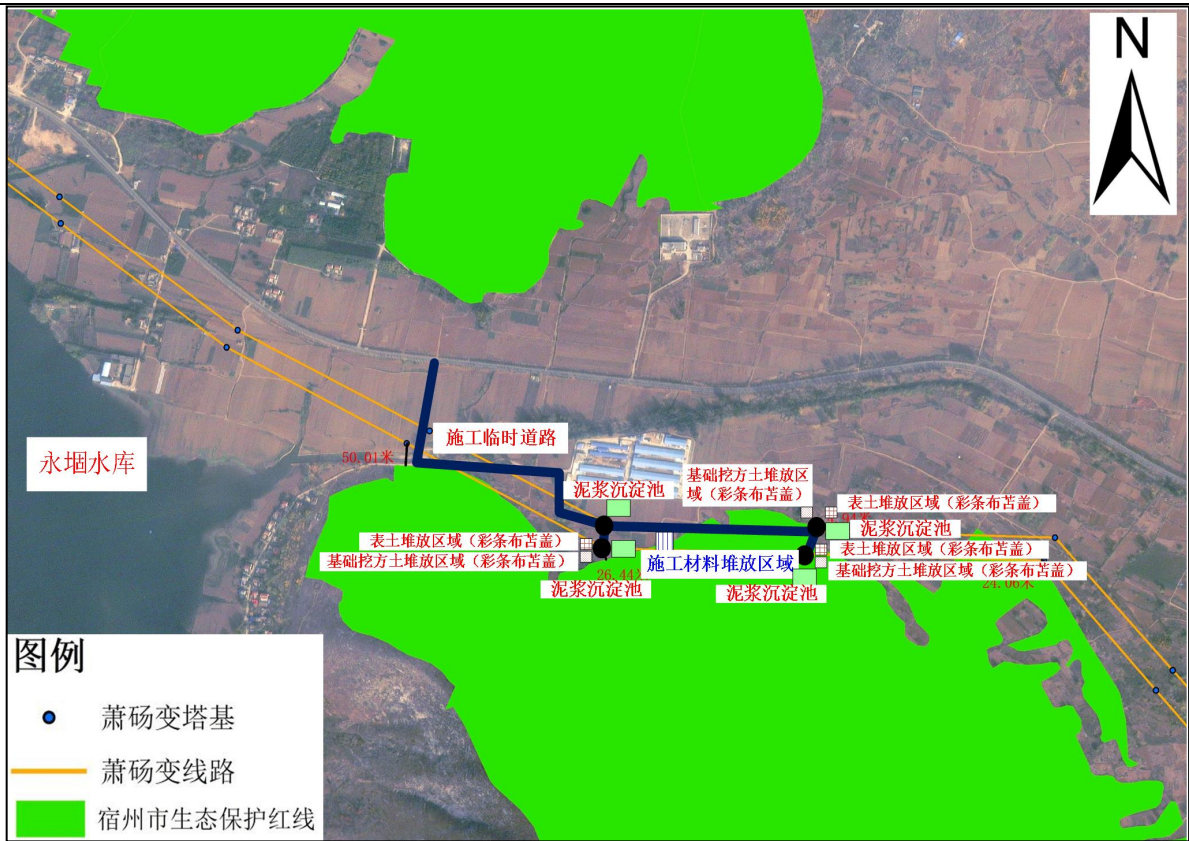 N
施工临时道路
50.01米
永堌水库
基础挖方土堆放区
域（彩条布苫盖）
泥浆沉淀池
表土堆放区域（彩条布苫盖）
泥浆沉淀池
表土堆放区域（彩条布苫盖）
基础挖方土堆放区域（彩条布苫盖）
施工材料堆放区域
表土堆放区域（彩条布苫盖）
基础挖方土堆放区域（彩条布苫盖）
泥浆沉淀池
泥浆沉淀池
24.06米
图例
萧砀变塔基
萧砀变线路
宿州市生态保护红线